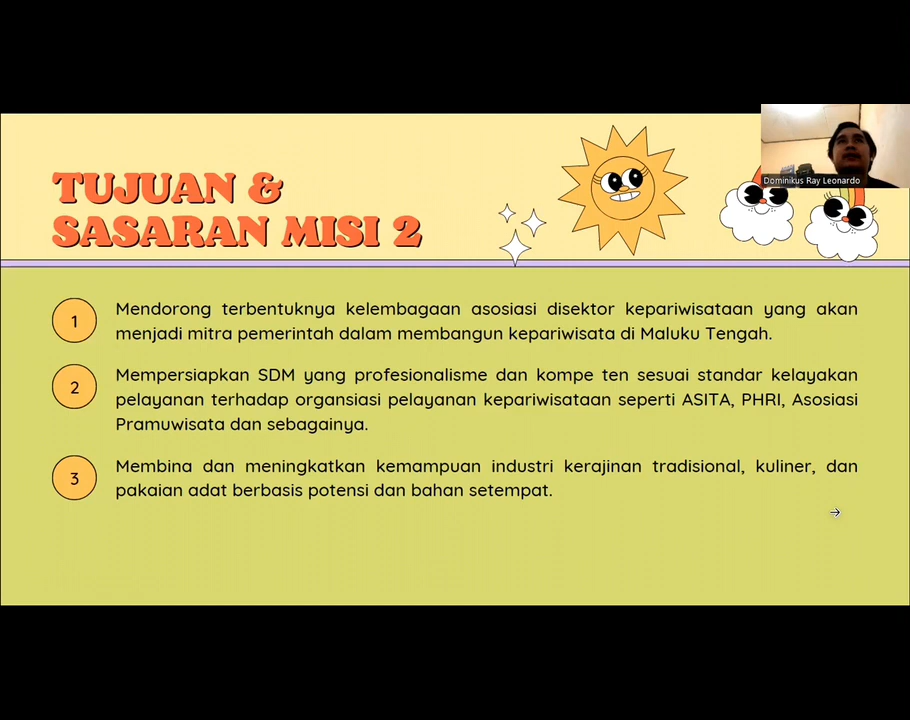 TUJUAN &
SASARAN MISI 2
Dominikus Ray Leonardo
1
Mendorong terbentuknya kelembagaan asosiasi disektor kepariwisataan yang akan
menjadi mitra pemerintah dalam membangun kepariwisata di Maluku Tengah.
2
Mempersiapkan SDM yang profesionalisme dan kompe ten sesuai standar kelayakan
pelayanan terhadap organsiasi pelayanan kepariwisataan seperti ASITA, PHRI, Asosiasi
Pramuwisata dan sebagainya.
3
Membina dan meningkatkan kemampuan industri kerajinan tradisional, kuliner, dan
pakaian adat berbasis potensi dan bahan setempat.